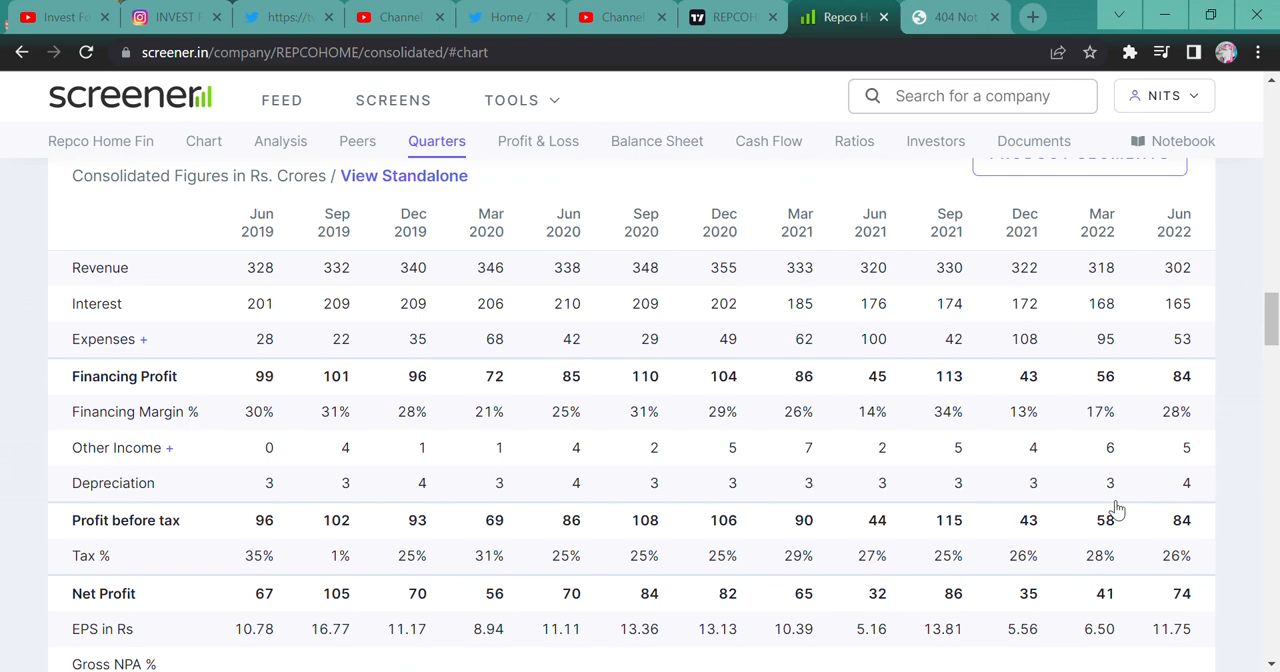 Invest Fo
INVEST F
https://t
Channel
Home /
Channel
REPCOH
Repco H
404 Not
screener.in/company/REPCOHOME/consolidated/#chart
screener
FEED
SCREENS
TOOLS
Search for a company
NITS
Repco Home Fin
Chart
Analysis
Peers
Quarters
Profit & Loss
Balance Sheet
Cash Flow
Ratios
Investors
Documents
Notebook
Consolidated Figures in Rs. Crores / View Standalone
PRODUCT SEGMENTS
Jun 2019 Sep 2019 Dec 2019 Mar 2020 Jun 2020 Sep 2020 Dec 2020 Mar 2021 Jun 2021 Sep 2021 Dec 2021 Mar 2022 Jun 2022
Revenue 328 332 340 346 338 348 355 333 320 330 322 318 302
Interest 201 209 209 206 210 209 202 185 176 174 172 168 165
Expenses + 28 22 35 68 42 29 49 62 100 42 108 95 53
Financing Profit 99 101 96 72 85 110 104 86 45 113 43 56 84
Financing Margin % 30% 31% 28% 21% 25% 31% 29% 26% 14% 34% 13% 17% 28%
Other Income + 0 4 1 1 4 2 5 7 2 5 4 6 5
Depreciation 3 3 4 3 4 3 3 3 3 3 3 3 4
Profit before tax 96 102 93 69 86 108 106 90 44 115 43 58 84
Tax % 35% 1% 25% 31% 25% 25% 25% 29% 27% 25% 26% 28% 26%
Net Profit 67 105 70 56 70 84 82 65 32 86 35 41 74
EPS in Rs 10.78 16.77 11.17 8.94 11.11 13.36 13.13 10.39 5.16 13.81 5.56 6.50 11.75
Gross NPA %